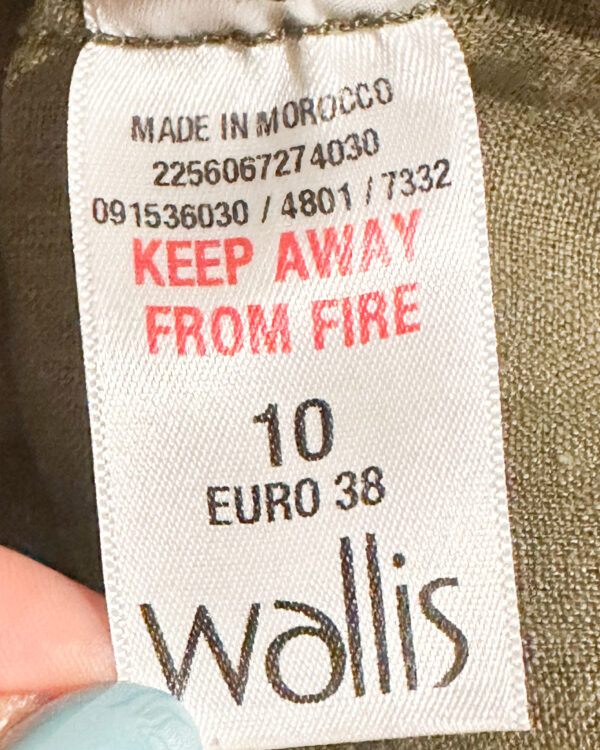 MADE IN MOROCCO
2256067274030
091536030 / 4801 / 7332
KEEP AWAY
FROM FIRE
10
EURO 38
wallis